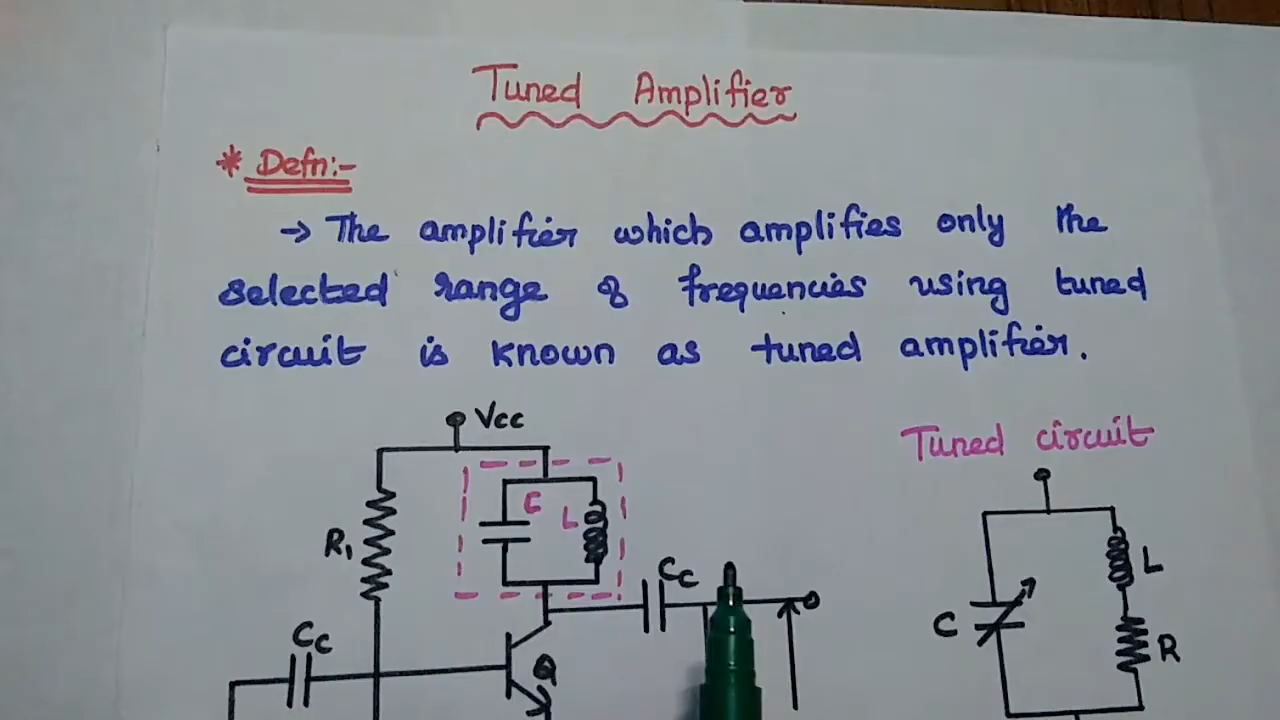 Tuned Amplifier
* Defn:-
→ The amplifier which amplifies only the
selected range of frequencies using tuned
circuit is known as tuned amplifier.
Vcc
Tuned circuit
C
L
R1
Cc
L
C
R
Cc
Q